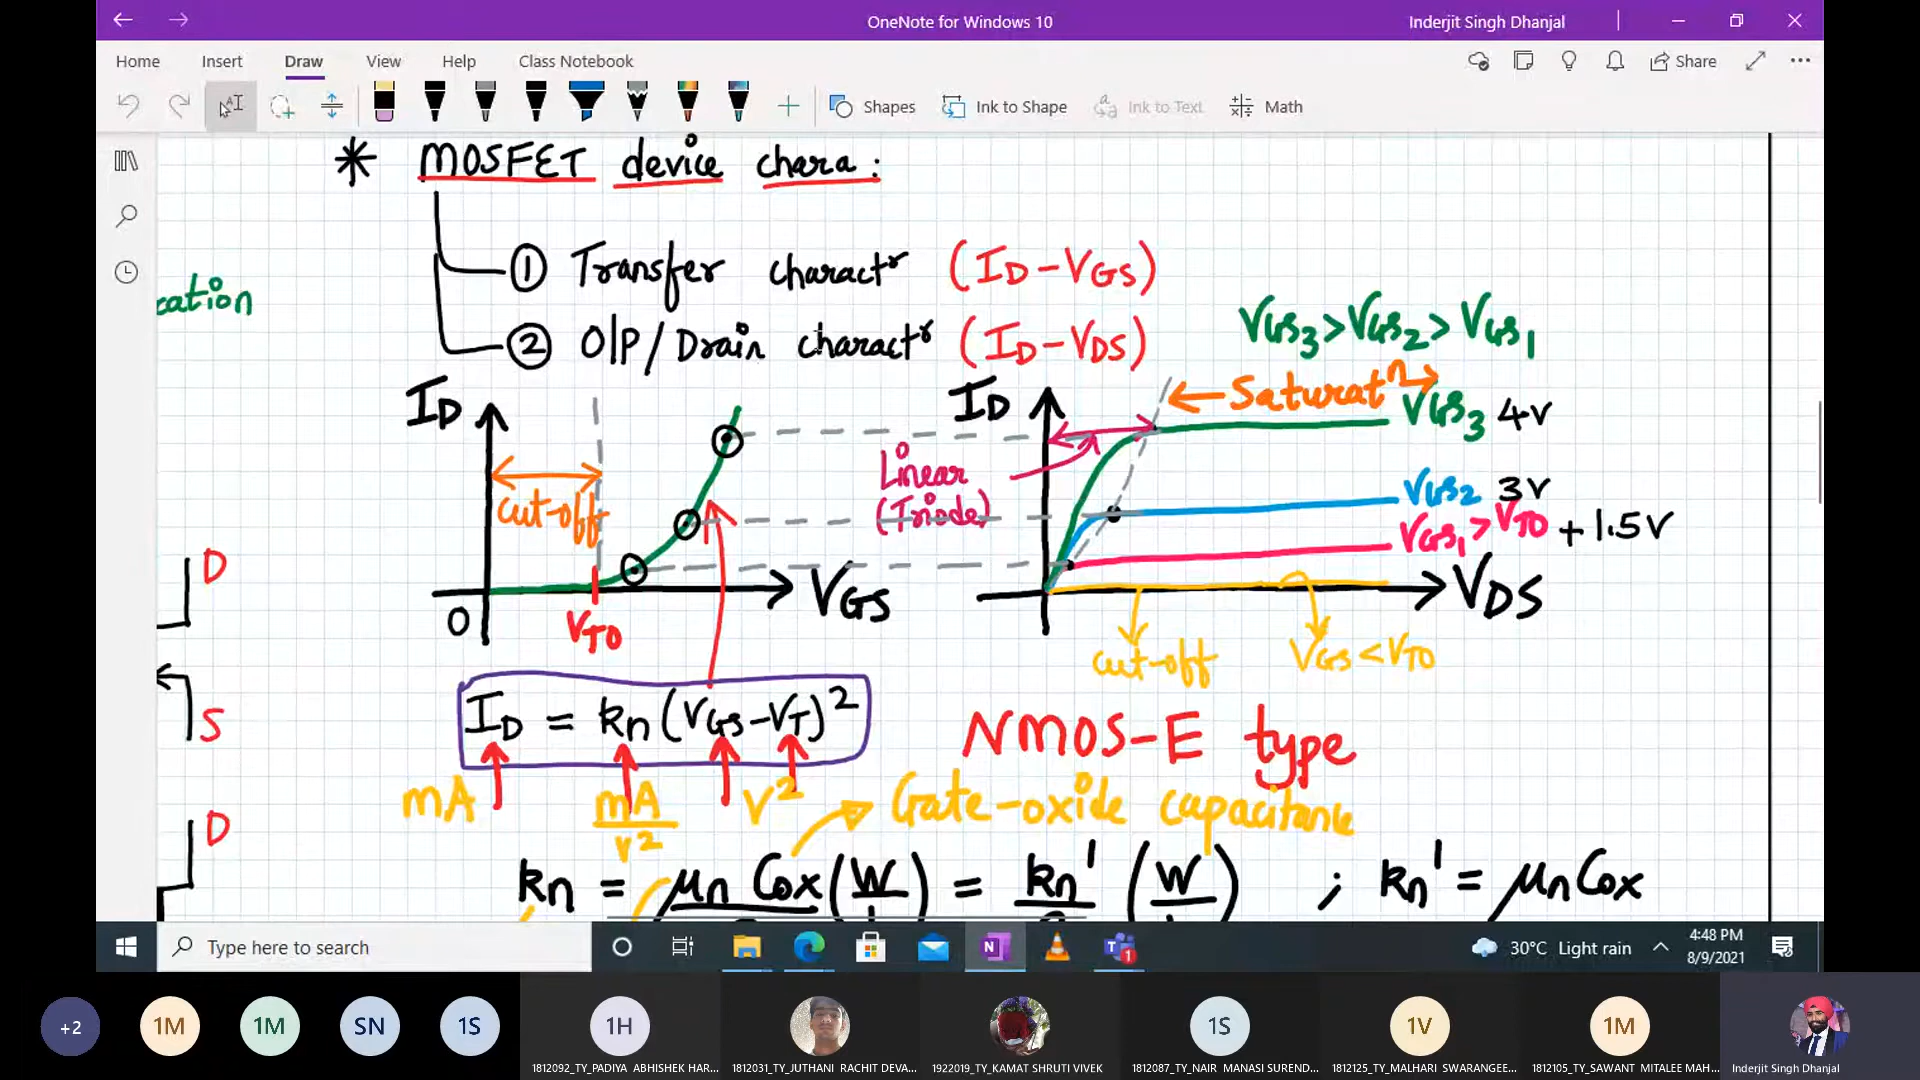 OneNote for Windows 10
Inderjit Singh Dhanjal
Home Insert Draw View Help Class Notebook
Share
Shapes Ink to Shape Ink to Text Math
* MOSFET device chara :
① Transfer charactr (ID-VGS)
② O/P/Drain charactr (ID-VDS)
cation
VGS3 > VGS2 > VGS1
ID
cut-off
0
VT0
VGS
ID
Linear
(Triode)
Saturatn
VGS3 4V
VGS2 3V
VGS1 > VT0 + 1.5V
VDS
cut-off
VGS < VT0
D
S
D
ID = kn (VGS-VT)2
mA
mA
V2
V2
NMOS-E type
Gate-oxide capacitance
kn = μn Cox (W = kn' (W ; kn' = μn Cox
Type here to search
30°C Light rain
4:48 PM
8/9/2021
1
+2
1M
1M
SN
1S
1H
1S
1V
1M
1812092_TY_PADIYA ABHISHEK HAR...
1812031_TY_JUTHANI RACHIT DEVA...
1922019_TY_KAMAT SHRUTI VIVEK
1812087_TY_NAIR MANASI SUREND...
1812125_TY_MALHARI SWARANGEE...
1812105_TY_SAWANT MITALEE MAH...
Inderjit Singh Dhanjal